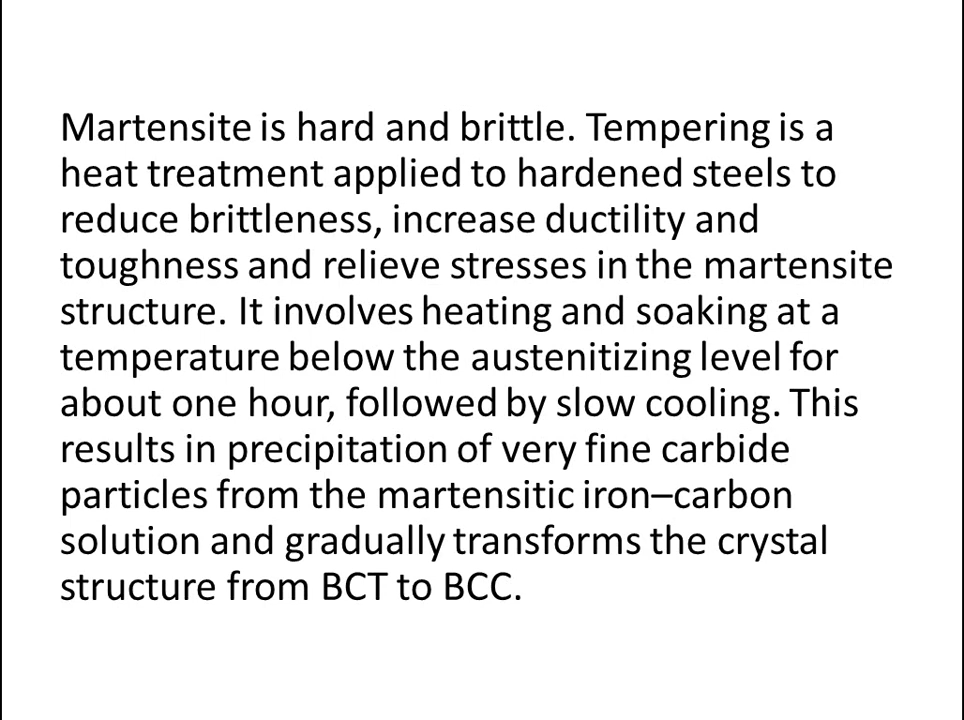 Martensite is hard and brittle. Tempering is a
heat treatment applied to hardened steels to
reduce brittleness, increase ductility and
toughness and relieve stresses in the martensite
structure. It involves heating and soaking at a
temperature below the austenitizing level for
about one hour, followed by slow cooling. This
results in precipitation of very fine carbide
particles from the martensitic iron–carbon
solution and gradually transforms the crystal
structure from BCT to BCC.